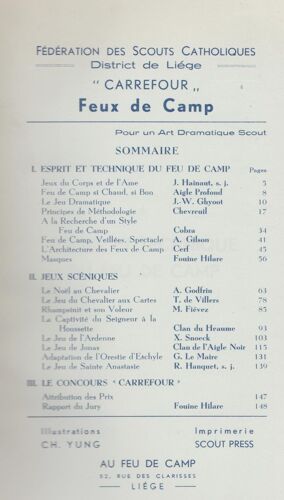 FÉDÉRATION DES SCOUTS CATHOLIQUES
District de Liége
" CARREFOUR "
Feux de Camp
Pour un Art Dramatique Scout
SOMMAIRE
I. ESPRIT ET TECHNIQUE DU FEU DE CAMP Pages
Jeux du Corps et de l'Ame J. Hainaut, s. j. 5
Feu de Camp si Chaud, si Bon Aigle Profond 8
Le Jeu Dramatique J.-W. Ghyoot 10
Principes de Méthodologie Chevreuil 17
A la Recherche d'un Style
Feu de Camp Cobra 34
Feu de Camp, Veillées, Spectacle A. Gilson 41
L'Architecture des Feux de Camp Cerf 45
Masques Fouine Hilare 56
II. JEUX SCÉNIQUES
Le Noël au Chevalier A. Godfrin 63
Le Jeu du Chevalier aux Cartes T. de Villers 78
Rhampsinit et son Voleur M. Fiévez 85
La Captivité du Seigneur à la
Houssette Clan du Heaume 93
Le Jeu de l'Ardenne X. Snoeck 103
Le Jeu de Jonas Clan de l'Aigle Noir 115
Adaptation de l'Orestie d'Eschyle G. Le Maire 131
Le Jeu de Sainte Anastasie R. Hanquet, s. j. 139
III. LE CONCOURS "CARREFOUR"
Attribution des Prix 147
Rapport du Jury Fouine Hilare 148
Illustrations Imprimerie
CH. YUNG SCOUT PRESS
AU FEU DE CAMP
52, RUE DES CLARISSES
LIÉGE